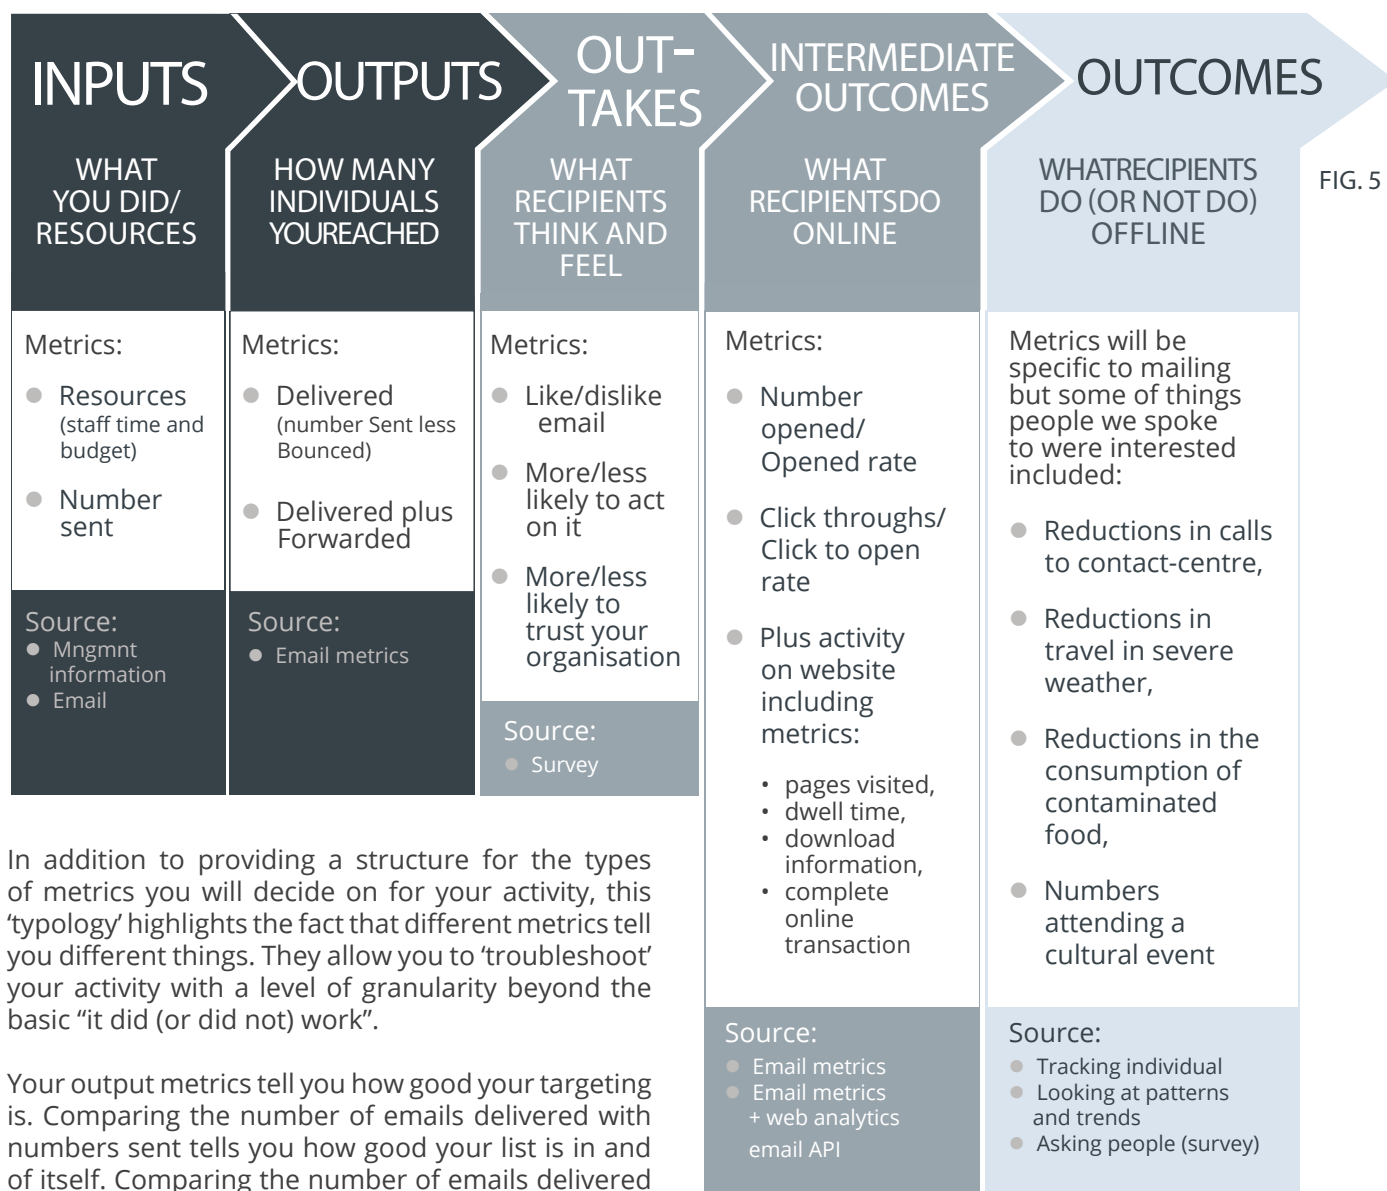 INPUTS
WHAT
YOU DID/
RESOURCES
Metrics:
Resources
(staff time and
budget)
Number
sent
Source:
Mngmnt
information
Email
OUTPUTS
HOW MANY
INDIVIDUALS
YOUREACHED
Metrics:
Delivered
(number Sent less
Bounced)
Delivered plus
Forwarded
Source:
Email metrics
OUT-
TAKES
WHAT
RECIPIENTS
THINK AND
FEEL
Metrics:
Like/dislike
email
More/less
likely to act
on it
More/less
likely to
trust your
organisation
Source:
Survey
INTERMEDIATE
OUTCOMES
WHAT
RECIPIENTSDO
ONLINE
Metrics:
Number
opened/
Opened rate
Click throughs/
Click to open
rate
Plus activity
on website
including
metrics:
• pages visited,
• dwell time,
• download
information,
• complete
online
transaction
Source:
Email metrics
Email metrics
+ web analytics
email API
OUTCOMES
WHATRECIPIENTS
DO (OR NOT DO)
OFFLINE
Metrics will be
specific to mailing
but some of things
people we spoke
to were interested
included:
Reductions in calls
to contact-centre,
Reductions in
travel in severe
weather,
Reductions in the
consumption of
contaminated
food,
Numbers
attending a
cultural event
Source:
Tracking individual
Looking at patterns
and trends
Asking people (survey)
FIG. 5
In addition to providing a structure for the types
of metrics you will decide on for your activity, this
‘typology’ highlights the fact that different metrics tell
you different things. They allow you to ‘troubleshoot’
your activity with a level of granularity beyond the
basic “it did (or did not) work”.
Your output metrics tell you how good your targeting
is. Comparing the number of emails delivered with
numbers sent tells you how good your list is in and
of itself. Comparing the number of emails delivered